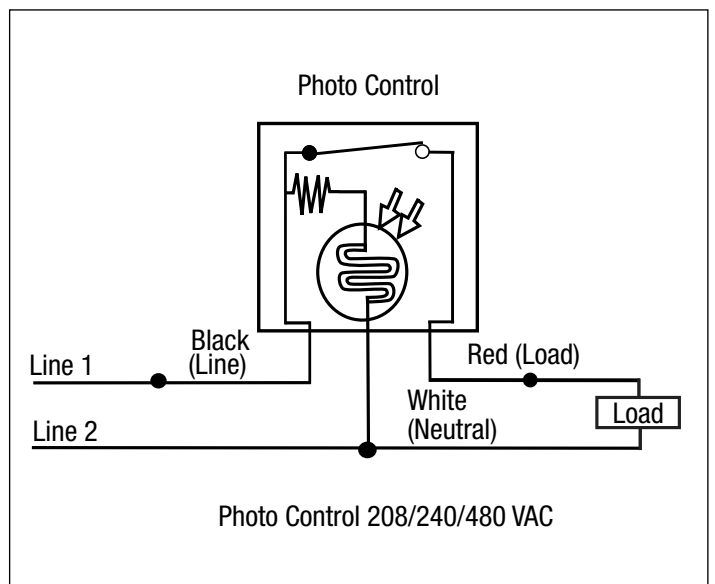 Photo Control
Black
(Line)
Line 1
Red (Load)
White
(Neutral)
Load
Line 2
Photo Control 208/240/480 VAC